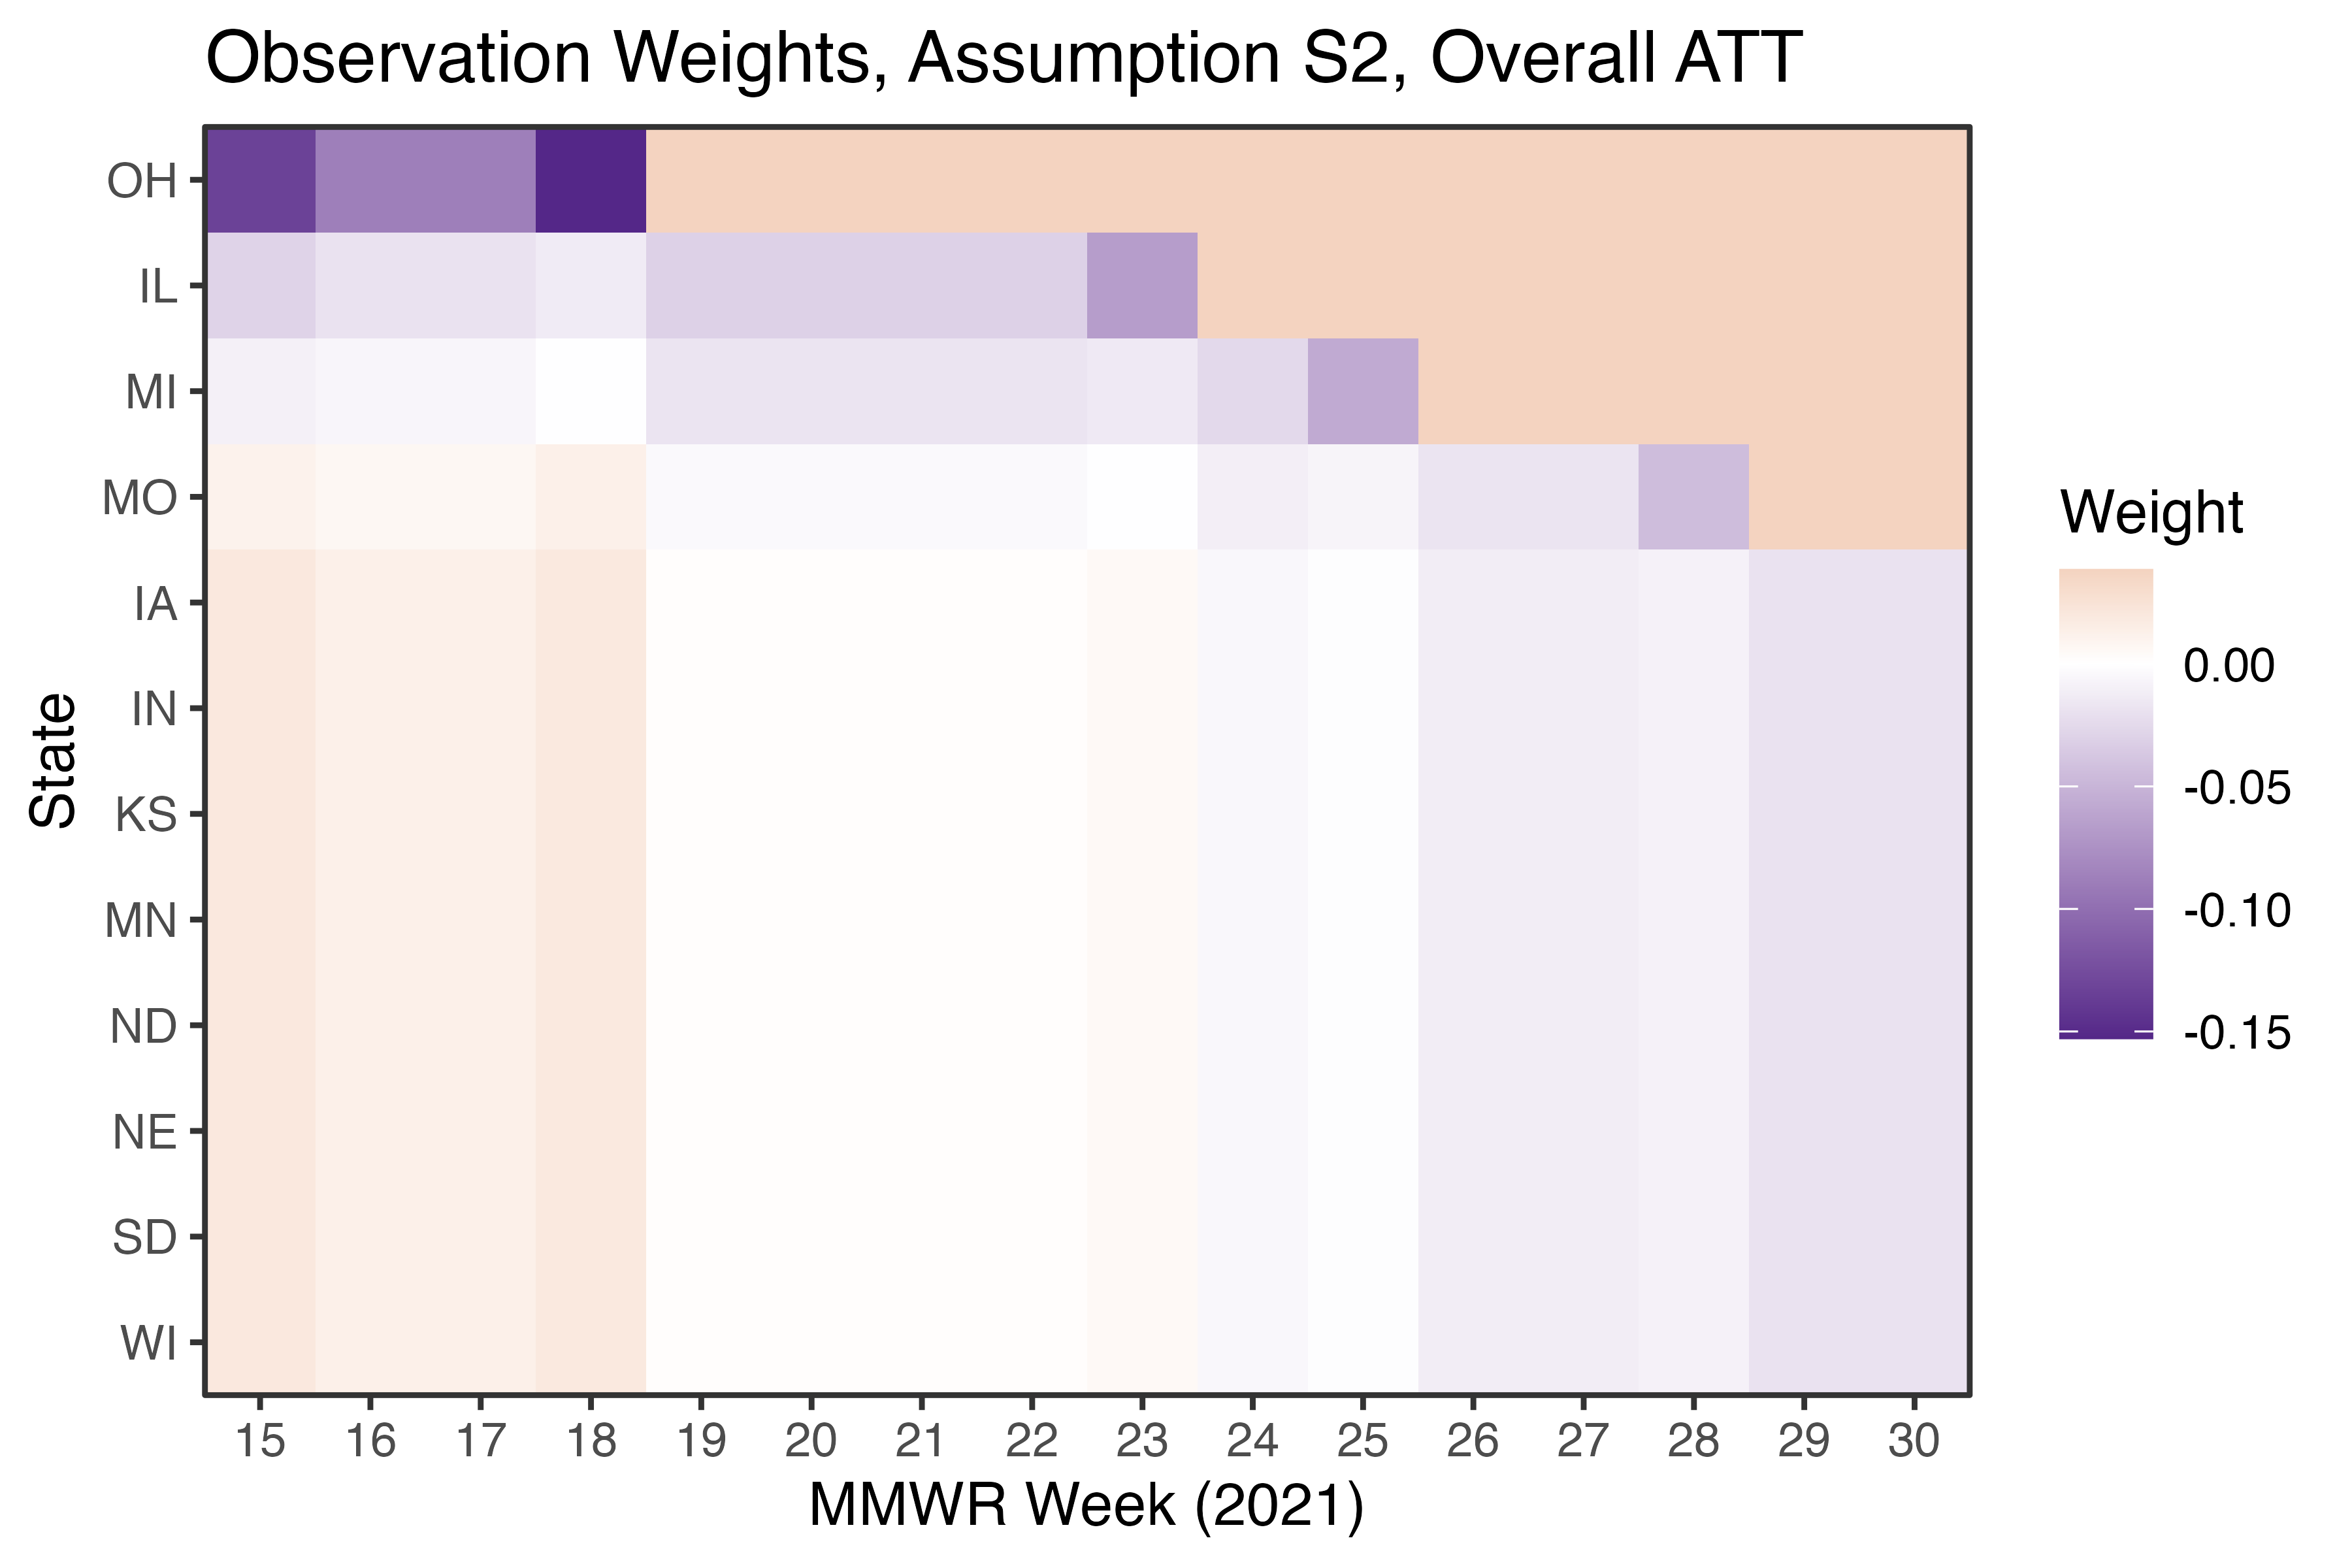 Observation Weights, Assumption S2, Overall ATT
OH
IL
MI
MO
IA
IN
KS
MN
ND
NE
SD
WI
State
15 16 17 18 19 20 21 22 23 24 25 26 27 28 29 30
MMWR Week (2021)
Weight
0.00
-0.05
-0.10
-0.15